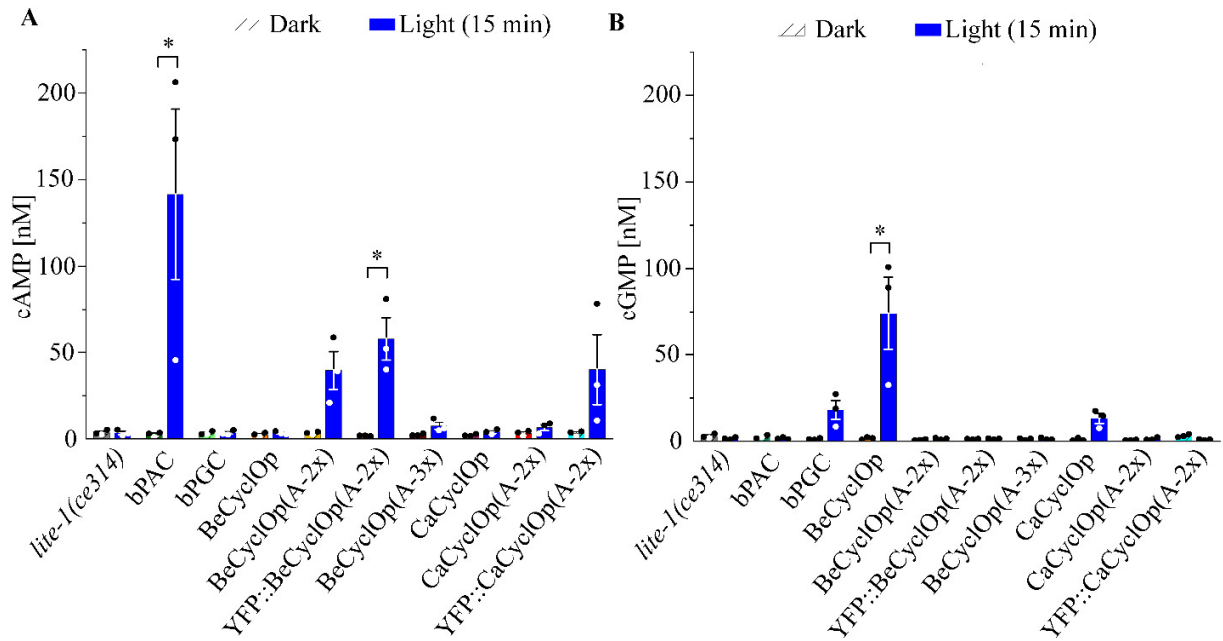 A
Dark
Light (15 min)
*
*
cAMP [nM]
200
150
100
50
0
lite-1(ce314)
bPAC
bPGC
BeCyclOp
BeCyclOp(A-2x)
YFP::BeCyclOp(A-2x)
BeCyclOp(A-3x)
CaCyclOp
CaCyclOp(A-2x)
YFP::CaCyclOp(A-2x)
B
Dark
Light (15 min)
*
cGMP [nM]
200
150
100
50
0
lite-1(ce314)
bPAC
bPGC
BeCyclOp
BeCyclOp(A-2x)
YFP::BeCyclOp(A-2x)
BeCyclOp(A-3x)
CaCyclOp
CaCyclOp(A-2x)
YFP::CaCyclOp(A-2x)